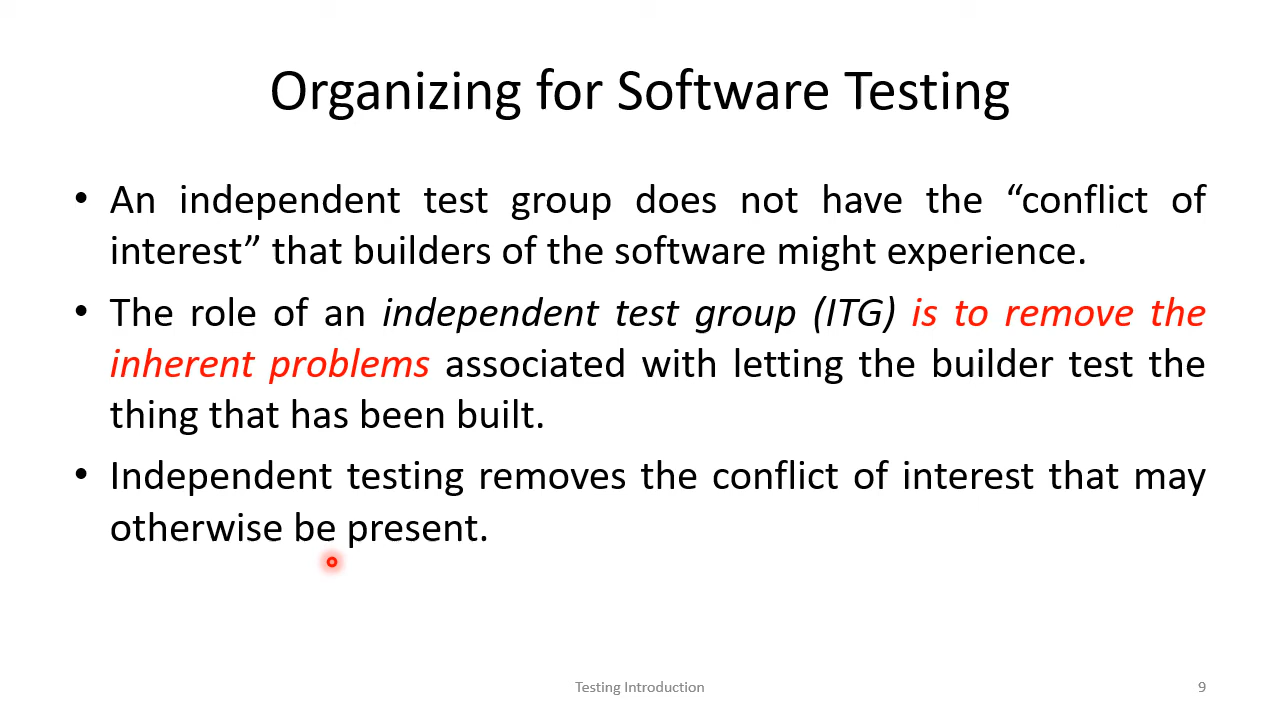 Organizing for Software Testing
• An independent test group does not have the “conflict of
interest” that builders of the software might experience.
• The role of an independent test group (ITG) is to remove the
inherent problems associated with letting the builder test the
thing that has been built.
• Independent testing removes the conflict of interest that may
otherwise be present.
Testing Introduction
9